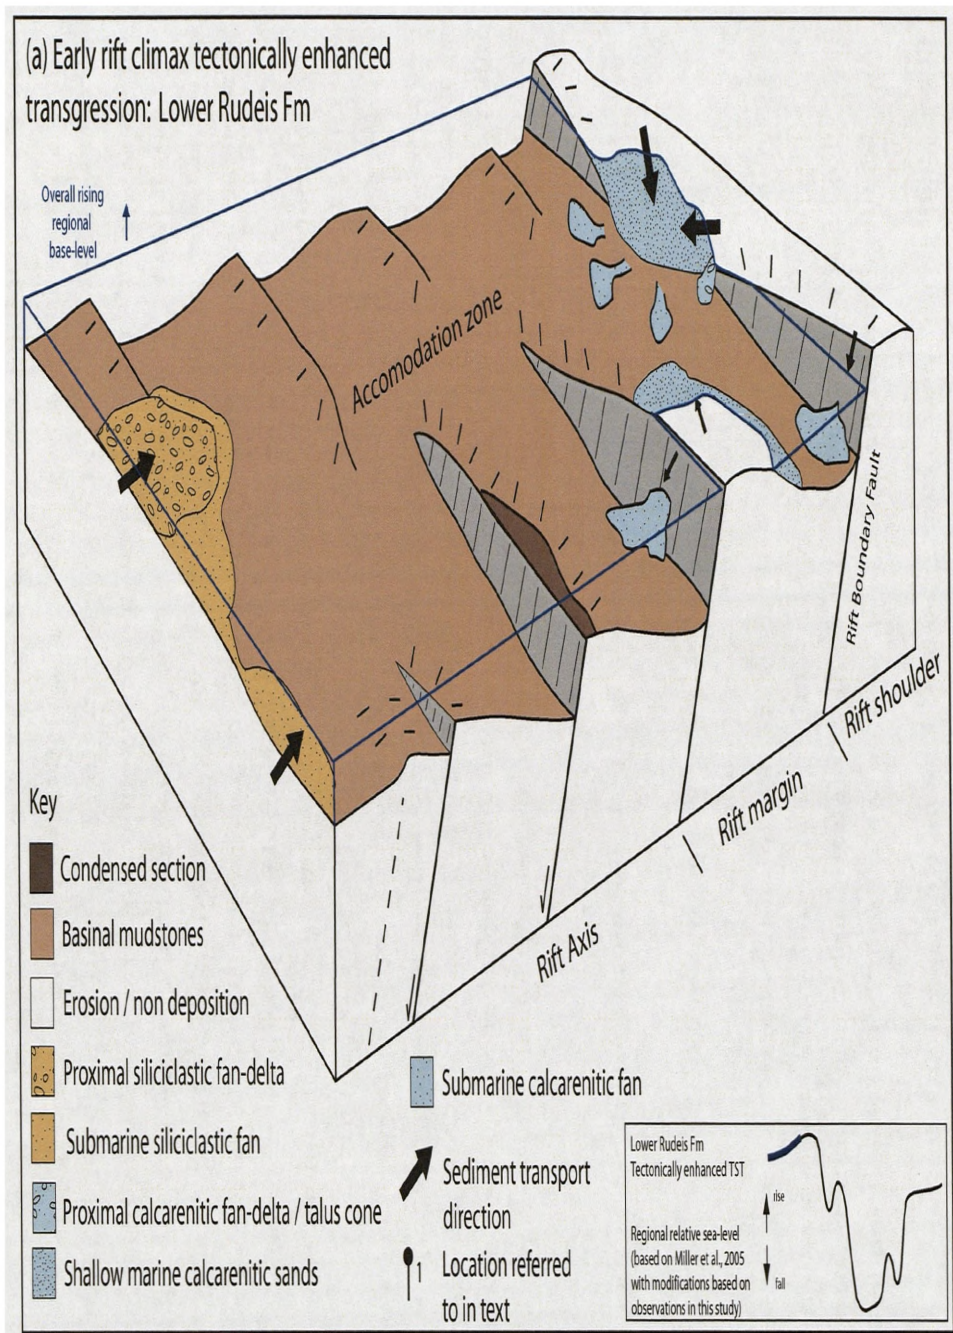 (a) Early rift climax tectonically enhanced
transgression: Lower Rudeis Fm
Overall rising
regional
base-level
Accomodation zone
Rift Boundary Fault
Rift shoulder
Rift margin
Rift Axis
Key
Condensed section
Basinal mudstones
Erosion / non deposition
Proximal siliciclastic fan-delta
Submarine siliciclastic fan
Proximal calcarenitic fan-delta / talus cone
Shallow marine calcarenitic sands
Submarine calcarenitic fan
Sediment transport
direction
1
Location referred
to in text
Lower Rudeis Fm
Tectonically enhanced TST
rise
Regional relative sea-level
(based on Miller et al., 2005
with modifications based on
observations in this study)
fall